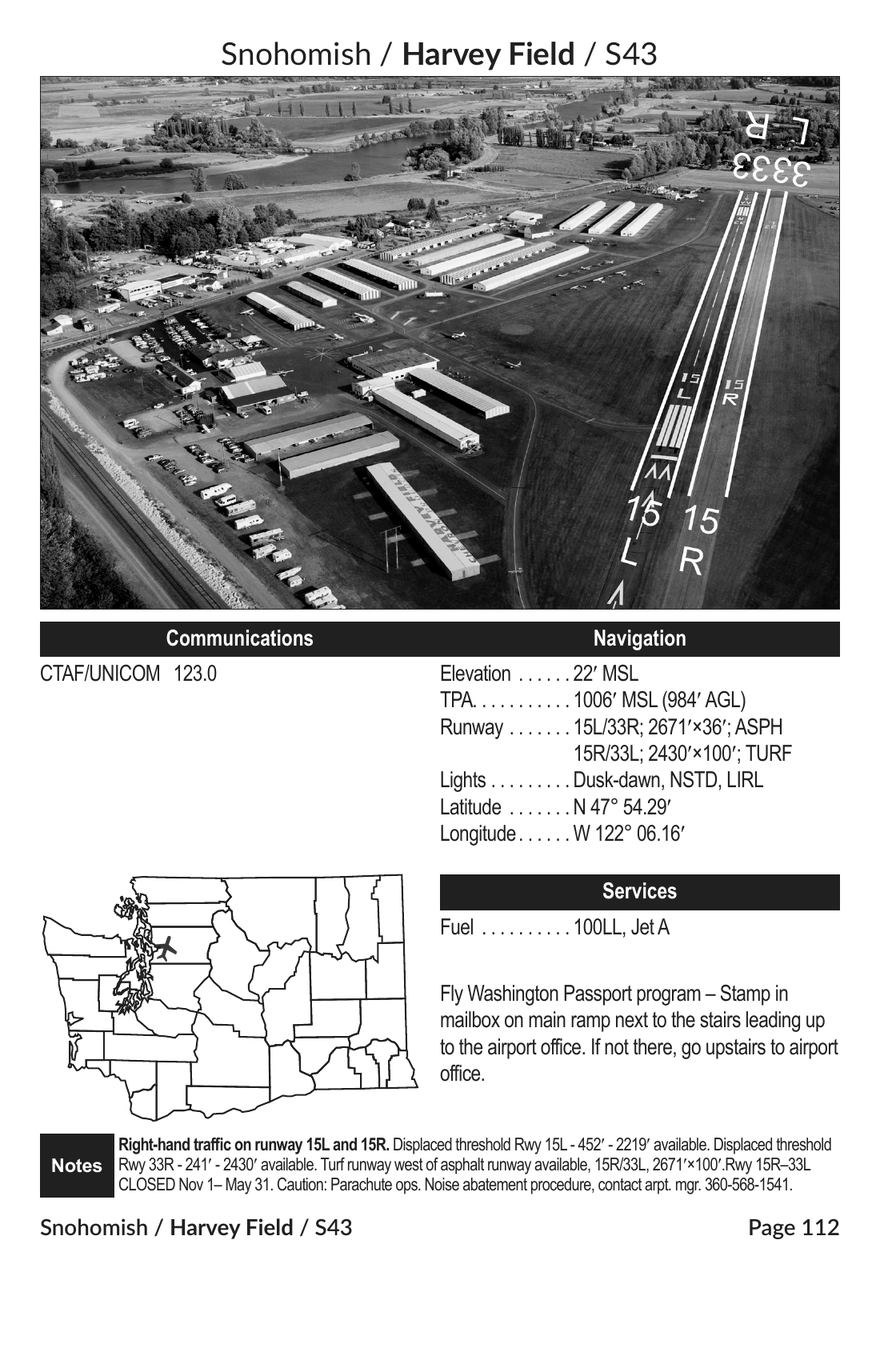 Snohomish / Harvey Field / S43
L R
3333
15
L
15
R
15
L
15
R
HARVEY FIELD
Communications
CTAF/UNICOM 123.0
Navigation
Elevation . . . . . . 22′ MSL
TPA. . . . . . . . . . . 1006′ MSL (984′ AGL)
Runway . . . . . . . 15L/33R; 2671′×36′; ASPH
15R/33L; 2430′×100′; TURF
Lights . . . . . . . . . Dusk-dawn, NSTD, LIRL
Latitude . . . . . . . N 47° 54.29′
Longitude . . . . . . W 122° 06.16′
Services
Fuel . . . . . . . . . . 100LL, Jet A
Fly Washington Passport program – Stamp in
mailbox on main ramp next to the stairs leading up
to the airport office. If not there, go upstairs to airport
office.
Notes
Right-hand traffic on runway 15L and 15R. Displaced threshold Rwy 15L - 452′ - 2219′ available. Displaced threshold
Rwy 33R - 241′ - 2430′ available. Turf runway west of asphalt runway available, 15R/33L, 2671′×100′.Rwy 15R–33L
CLOSED Nov 1– May 31. Caution: Parachute ops. Noise abatement procedure, contact arpt. mgr. 360-568-1541.
Snohomish / Harvey Field / S43
Page 112